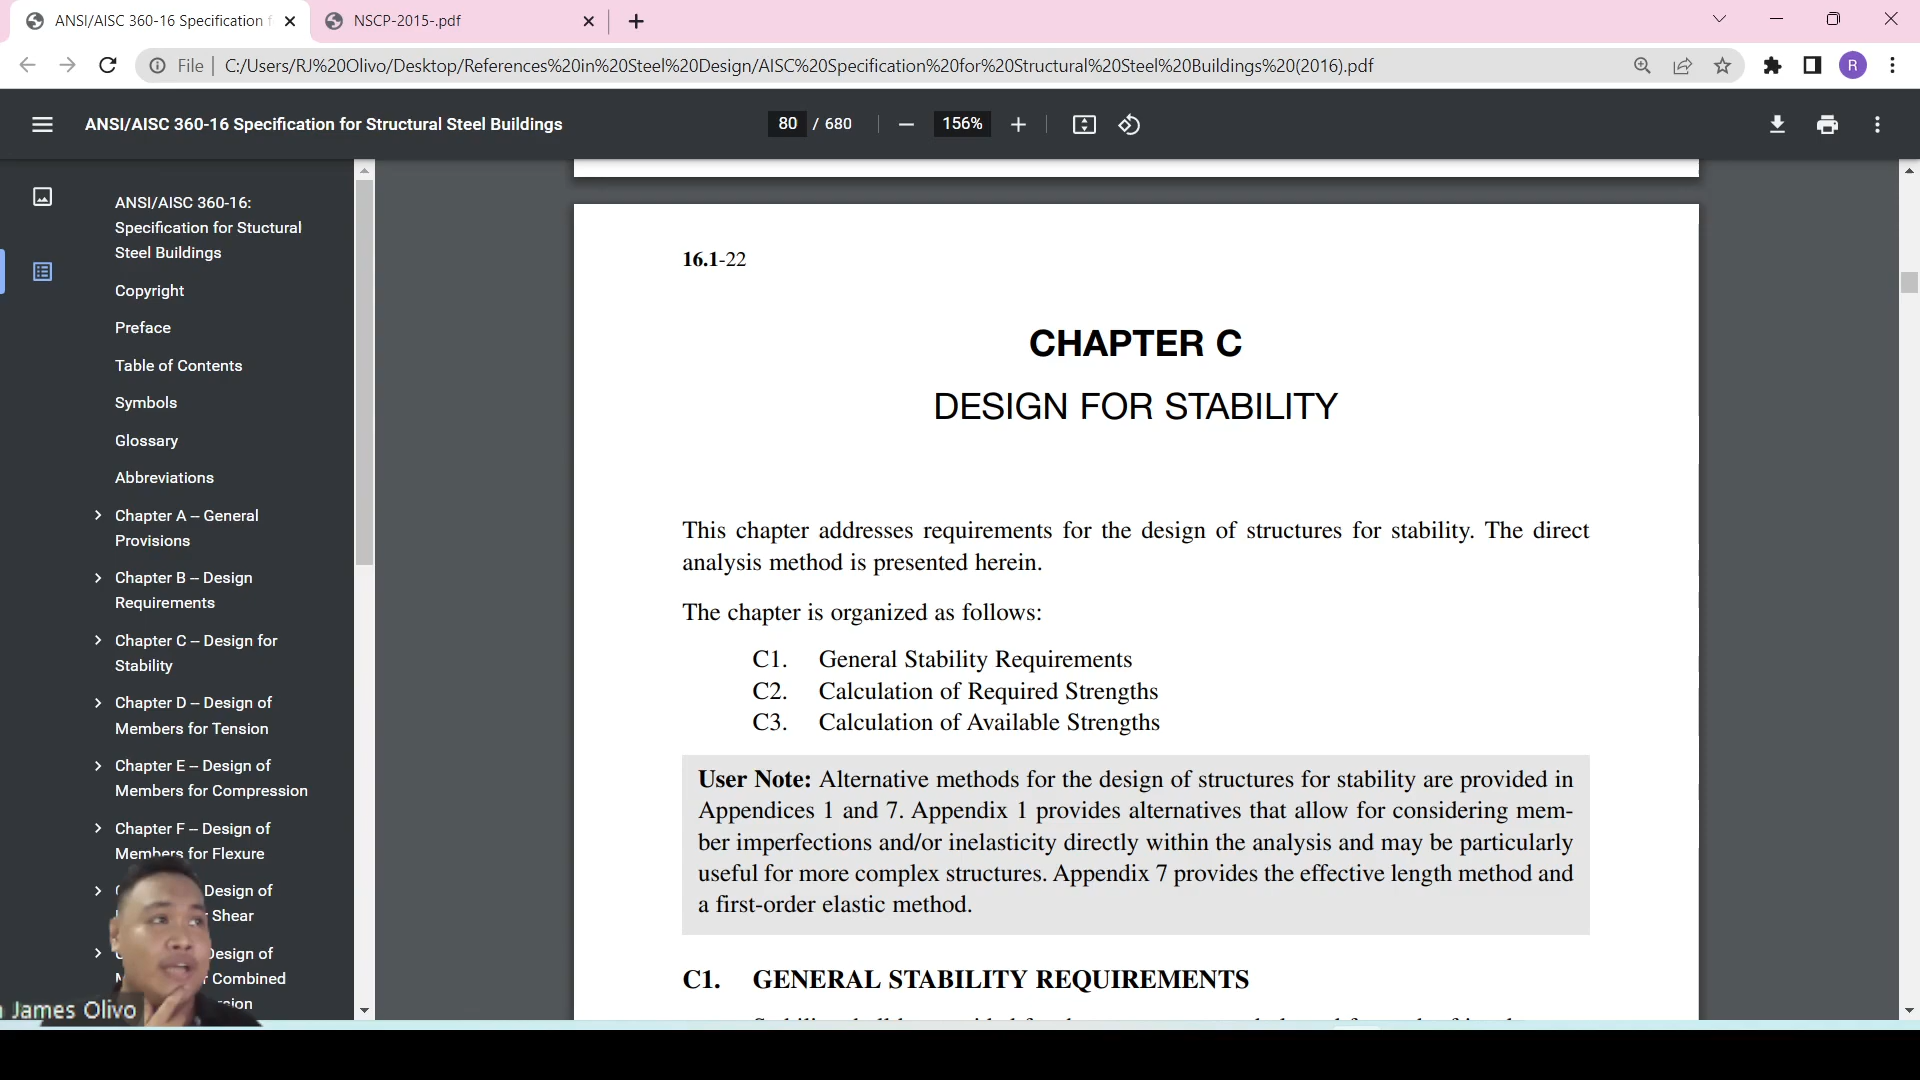 ANSI/AISC 360-16 Specification f
NSCP-2015-.pdf
File
C:/Users/RJ%20Olivo/Desktop/References%20in%20Steel%20Design/AISC%20Specification%20for%20Structural%20Steel%20Buildings%20(2016).pdf
R
ANSI/AISC 360-16 Specification for Structural Steel Buildings
80 / 680
156%
ANSI/AISC 360-16:
Specification for Stuctural
Steel Buildings
Copyright
Preface
Table of Contents
Symbols
Glossary
Abbreviations
Chapter A – General
Provisions
Chapter B – Design
Requirements
Chapter C – Design for
Stability
Chapter D – Design of
Members for Tension
Chapter E – Design of
Members for Compression
Chapter F – Design of
Members for Flexure
Design of
Shear
Design of
Combined
James Olivo
16.1-22
CHAPTER C
DESIGN FOR STABILITY
This chapter addresses requirements for the design of structures for stability. The direct
analysis method is presented herein.
The chapter is organized as follows:
C1. General Stability Requirements
C2. Calculation of Required Strengths
C3. Calculation of Available Strengths
User Note: Alternative methods for the design of structures for stability are provided in
Appendices 1 and 7. Appendix 1 provides alternatives that allow for considering mem-
ber imperfections and/or inelasticity directly within the analysis and may be particularly
useful for more complex structures. Appendix 7 provides the effective length method and
a first-order elastic method.
C1. GENERAL STABILITY REQUIREMENTS